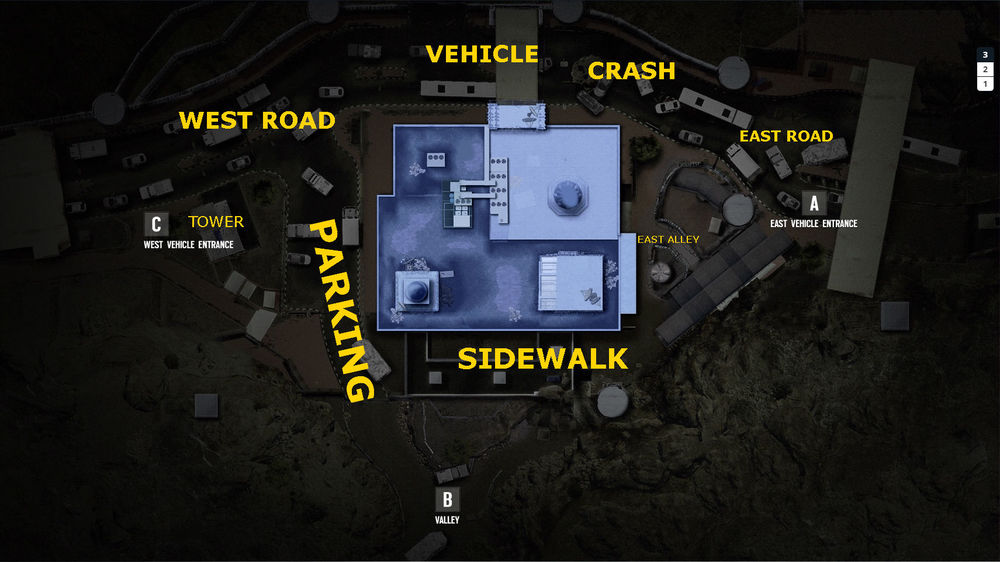 VEHICLE
CRASH
3
2
1
WEST ROAD
EAST ROAD
A
EAST VEHICLE ENTRANCE
C
TOWER
WEST VEHICLE ENTRANCE
EAST ALLEY
PARKING
SIDEWALK
B
VALLEY